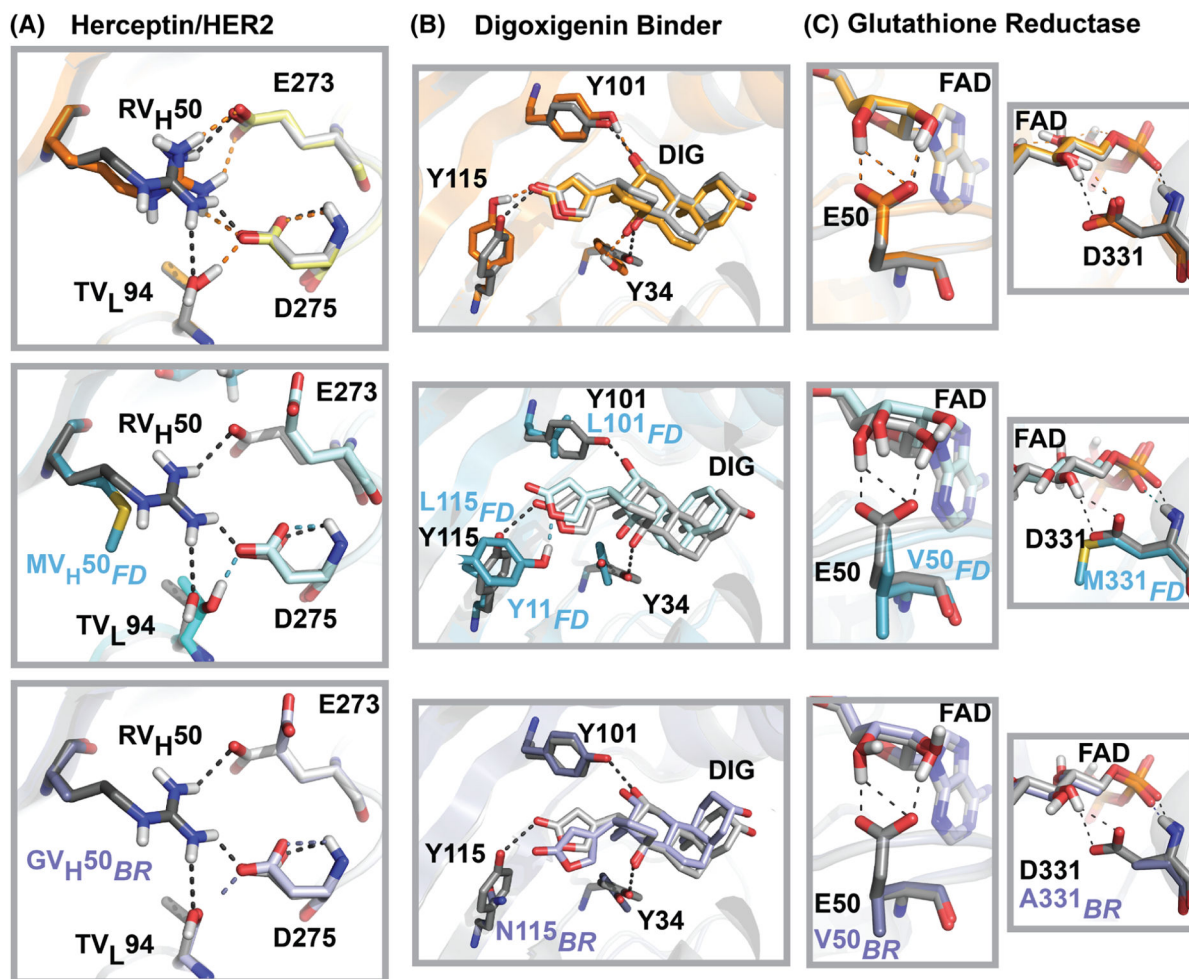 (A) Herceptin/HER2
(B) Digoxigenin Binder
(C) Glutathione Reductase
E273
RVH50
TVL94
D275
Y101
DIG
Y115
Y34
FAD
E50
FAD
D331
E273
RVH50
MVH50FD
TVL94
D275
Y101
L101FD
DIG
L115FD
Y115
Y11FD
Y34
FAD
E50
V50FD
FAD
D331
M331FD
E273
RVH50
GVH50BR
TVL94
D275
Y101
DIG
Y115
N115BR
Y34
FAD
E50
V50BR
FAD
D331
A331BR